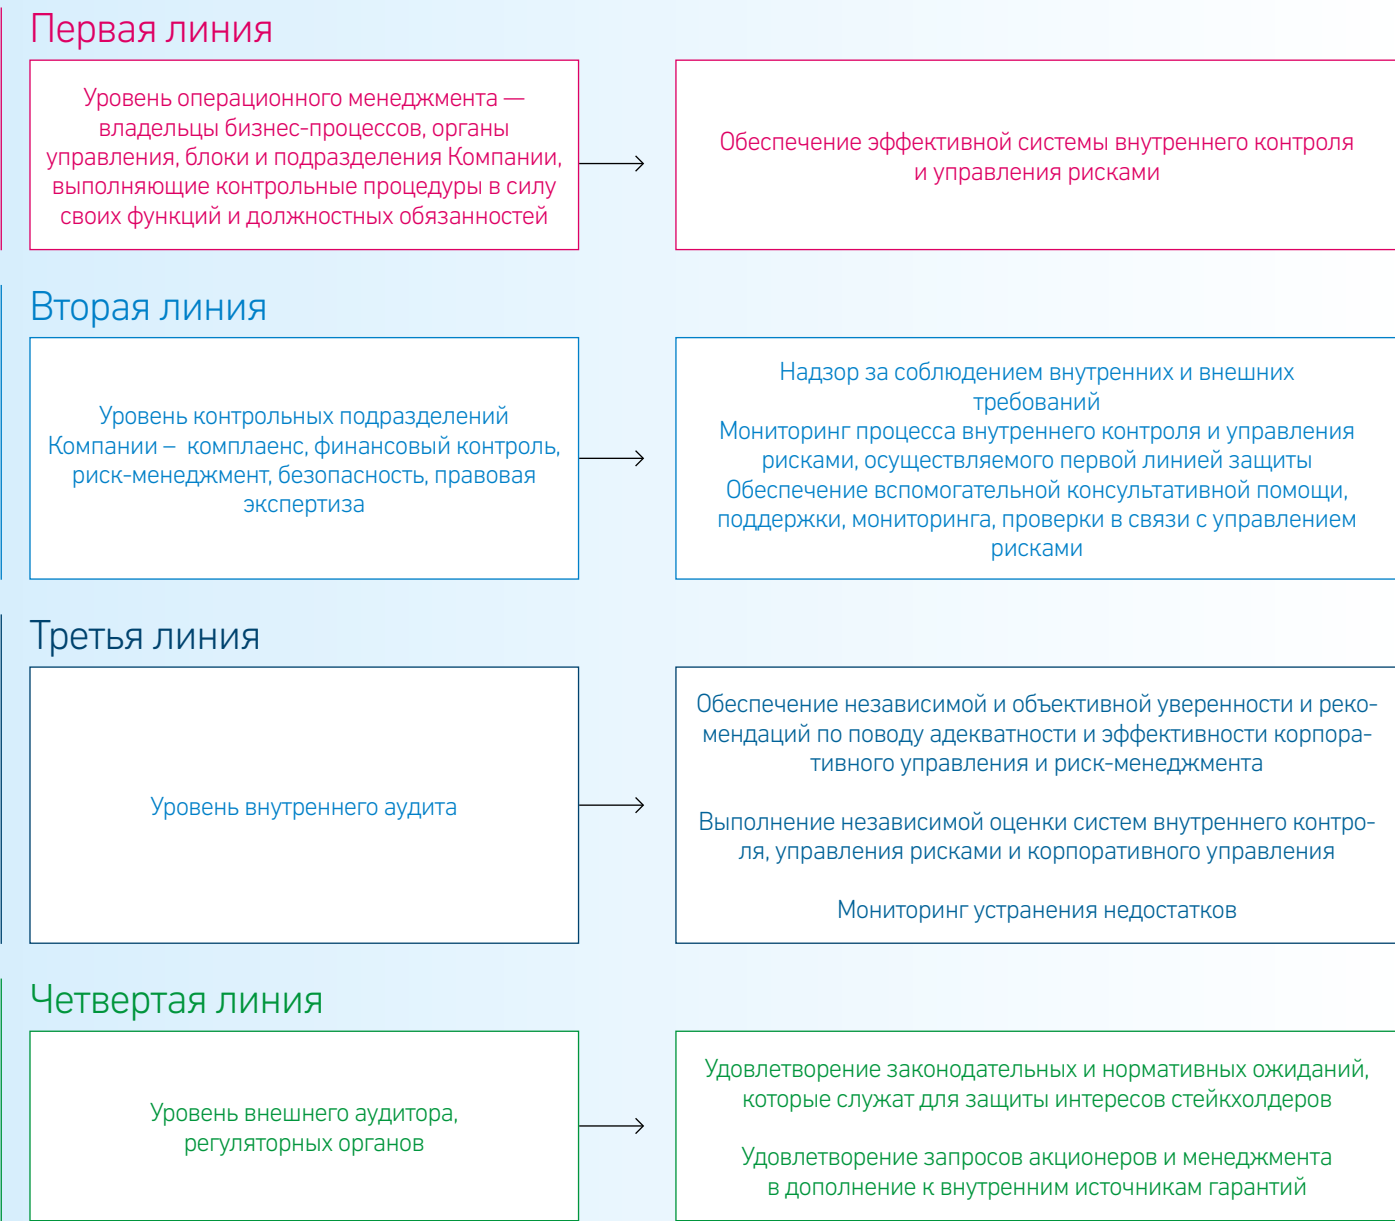 Первая линия
Уровень операционного менеджмента —
владельцы бизнес-процессов, органы
управления, блоки и подразделения Компании,
выполняющие контрольные процедуры в силу
своих функций и должностных обязанностей
Обеспечение эффективной системы внутреннего контроля
и управления рисками
Вторая линия
Уровень контрольных подразделений
Компании – комплаенс, финансовый контроль,
риск-менеджмент, безопасность, правовая
экспертиза
Надзор за соблюдением внутренних и внешних
требований
Мониторинг процесса внутреннего контроля и управления
рисками, осуществляемого первой линией защиты
Обеспечение вспомогательной консультативной помощи,
поддержки, мониторинга, проверки в связи с управлением
рисками
Третья линия
Уровень внутреннего аудита
Обеспечение независимой и объективной уверенности и реко-
мендаций по поводу адекватности и эффективности корпора-
тивного управления и риск-менеджмента
Выполнение независимой оценки систем внутреннего контро-
ля, управления рисками и корпоративного управления
Мониторинг устранения недостатков
Четвертая линия
Уровень внешнего аудитора,
регуляторных органов
Удовлетворение законодательных и нормативных ожиданий,
которые служат для защиты интересов стейкхолдеров
Удовлетворение запросов акционеров и менеджмента
в дополнение к внутренним источникам гарантий